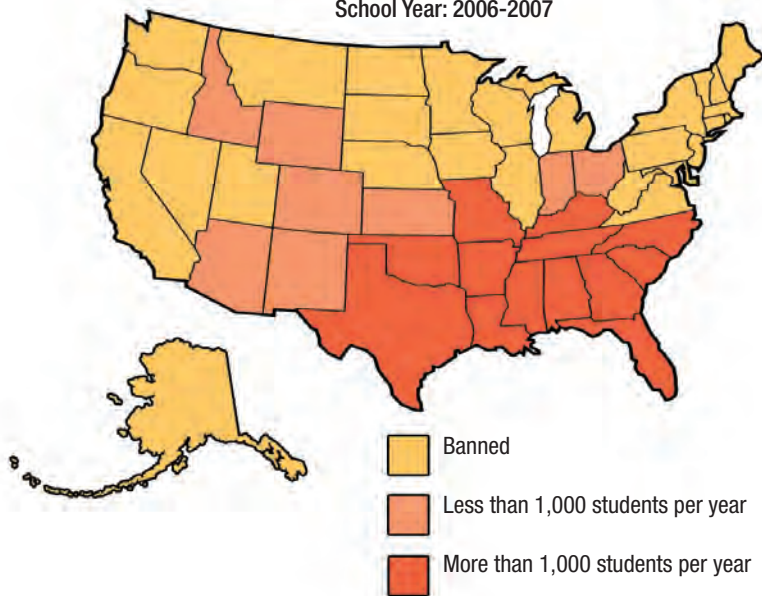 School Year: 2006-2007
Banned
Less than 1,000 students per year
More than 1,000 students per year